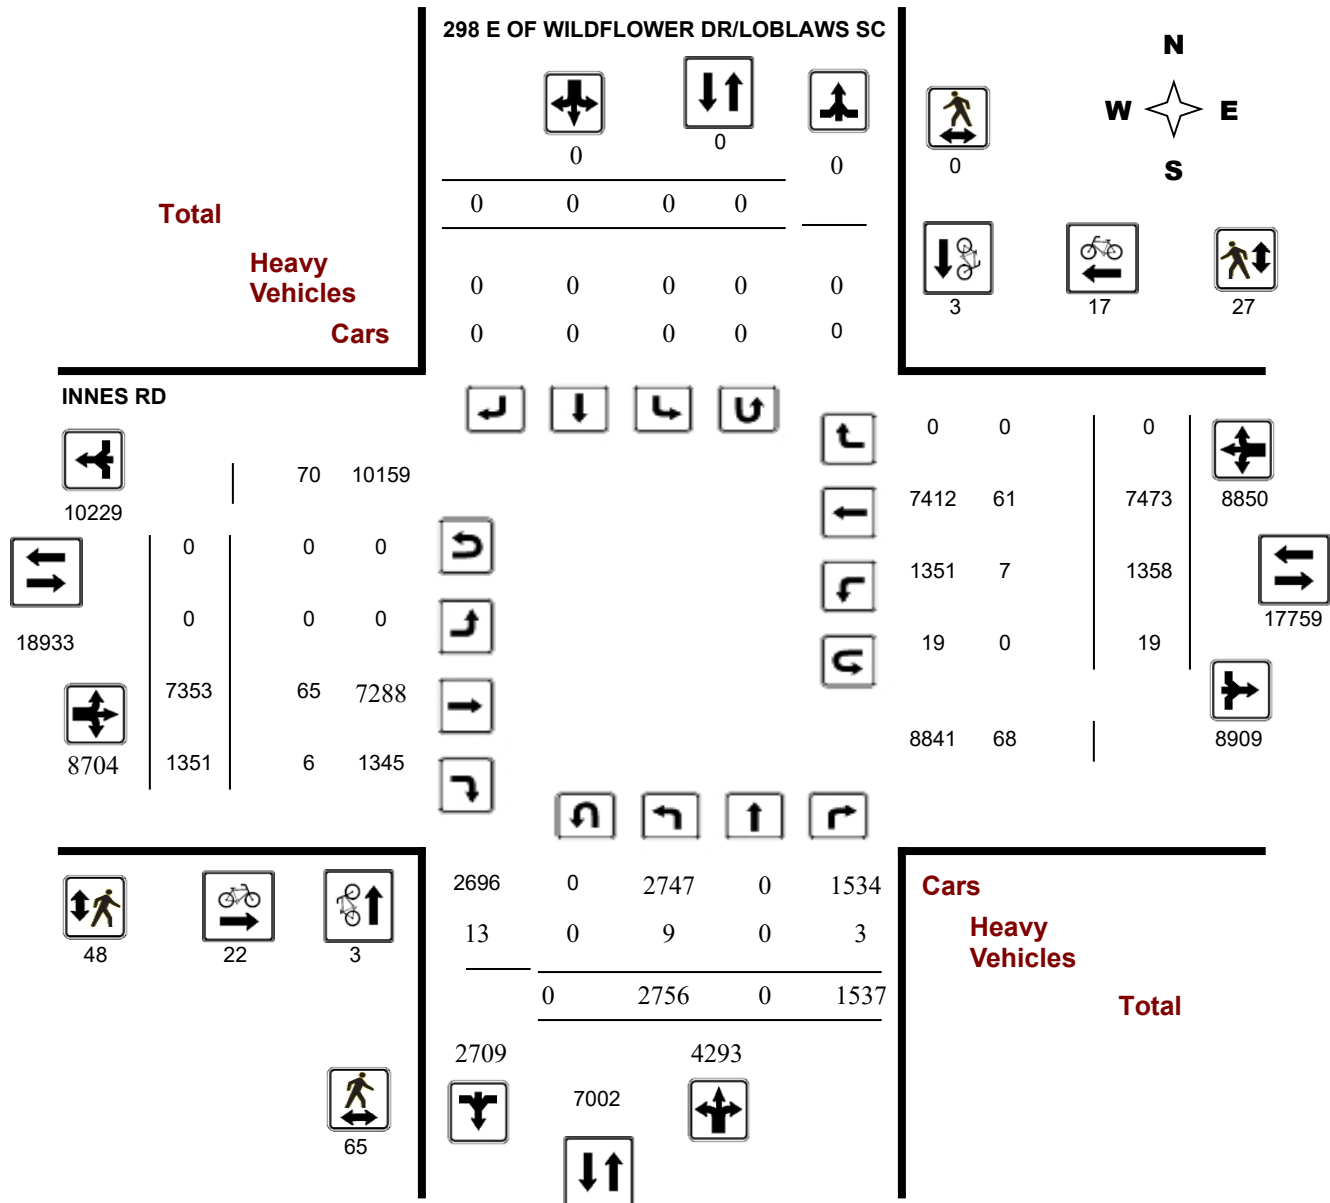 298 E OF WILDFLOWER DR/LOBLAWS SC
N
W E
S
0 0 0 0
Total 0 0 0 0
Heavy
Vehicles 0 0 0 0 0
Cars 0 0 0 0 0
3 17 27
INNES RD
70 10159
10229
0 0 0
0 0 0
18933
7353 65 7288
8704 1351 6 1345
0 0 0
7412 61 7473 8850
1351 7 1358
17759
19 0 19
8841 68 8909
2696 0 2747 0 1534 Cars
13 0 9 0 3 Heavy
Vehicles
0 2756 0 1537 Total
48 22 3
2709 4293
7002
65